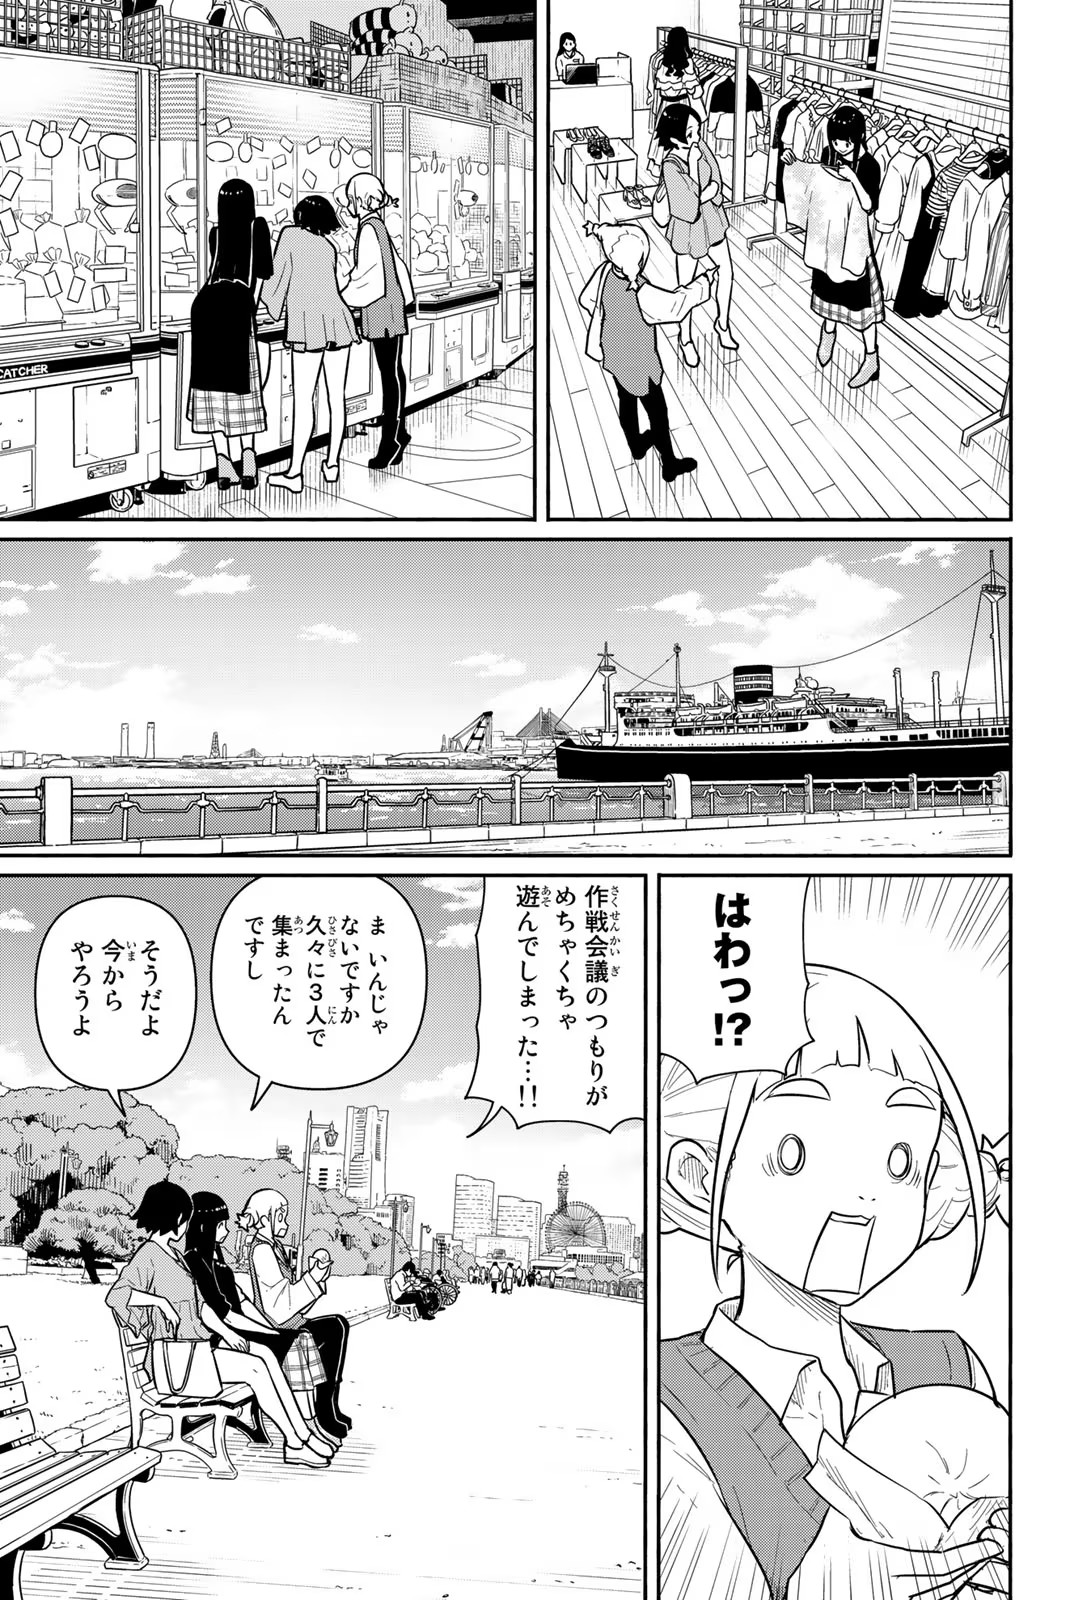 CATCHER
はわっ!?
作戦会議のつもりが
めちゃくちゃ
遊んでしまった…!!
ま いんじゃ
ないですか
久々に3人で
集まったん
ですし
そうだよ
今から
やろうよ